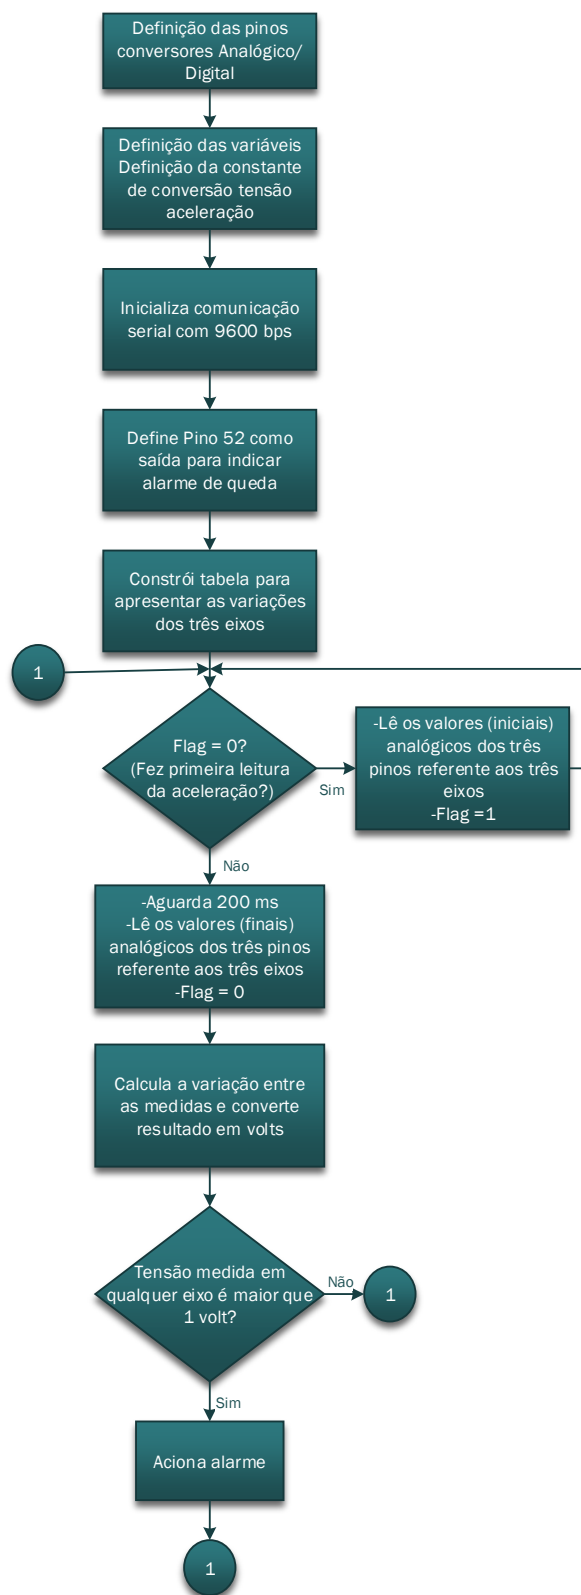 Definição das pinos
conversores Analógico/
Digital
Definição das variáveis
Definição da constante
de conversão tensão
aceleração
Inicializa comunicação
serial com 9600 bps
Define Pino 52 como
saída para indicar
alarme de queda
Constrói tabela para
apresentar as variações
dos três eixos
1
Flag = 0?
(Fez primeira leitura
da aceleração?)
Sim
-Lê os valores (iniciais)
analógicos dos três
pinos referente aos três
eixos
-Flag =1
Não
-Aguarda 200 ms
-Lê os valores (finais)
analógicos dos três pinos
referente aos três eixos
-Flag = 0
Calcula a variação entre
as medidas e converte
resultado em volts
Tensão medida em
qualquer eixo é maior que
1 volt?
Não
1
Sim
Aciona alarme
1